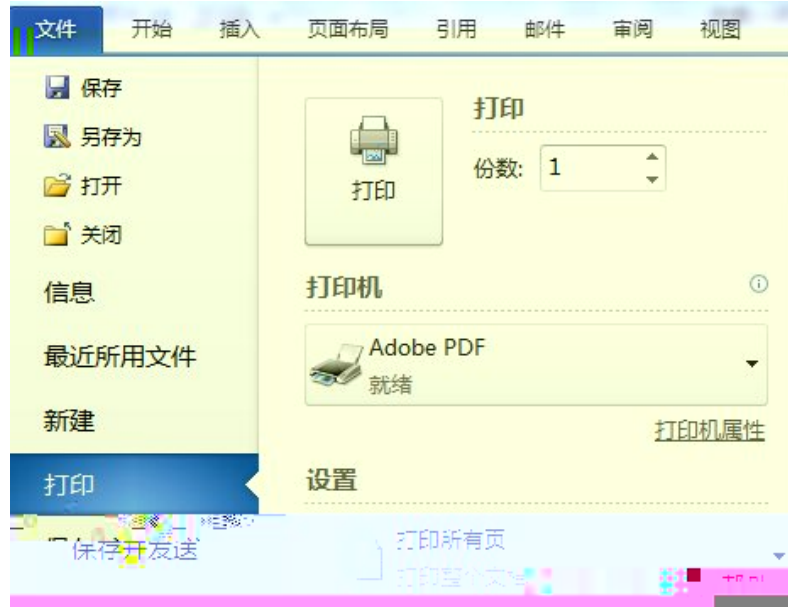 文件 开始 插入 页面布局 引用 邮件 审阅 视图
保存
另存为
打开
关闭
信息
最近所用文件
新建
打印
保存并发送
打印
打印
份数: 1
打印机
Adobe PDF
就绪
打印机属性
设置
打印所有页